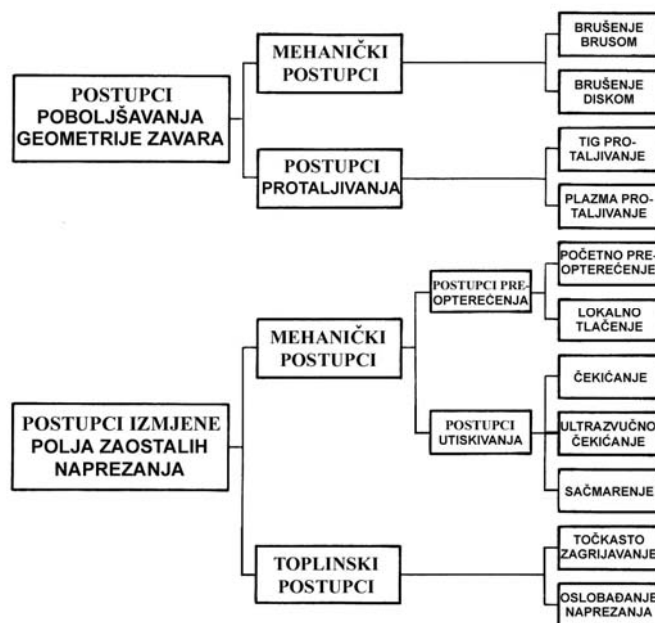 POSTUPCI
POBOLJŠAVANJA
GEOMETRIJE ZAVARA
MEHANIČKI
POSTUPCI
BRUŠENJE
BRUSOM
BRUŠENJE
DISKOM
POSTUPCI
PROTALJIVANJA
TIG PRO-
TALJIVANJE
PLAZMA PRO-
TALJIVANJE
POSTUPCI IZMJENE
POLJA ZAOSTALIH
NAPREZANJA
MEHANIČKI
POSTUPCI
POSTUPCI PRE-
OPTEREĆENJA
POČETNO PRE-
OPTEREĆENJE
LOKALNO
TLAČENJE
POSTUPCI
UTISKIVANJA
ČEKIĆANJE
ULTRAZVUČNO
ČEKIĆANJE
SAČMARENJE
TOPLINSKI
POSTUPCI
TOČKASTO
ZAGRIJAVANJE
OSLOBAĐANJE
NAPREZANJA